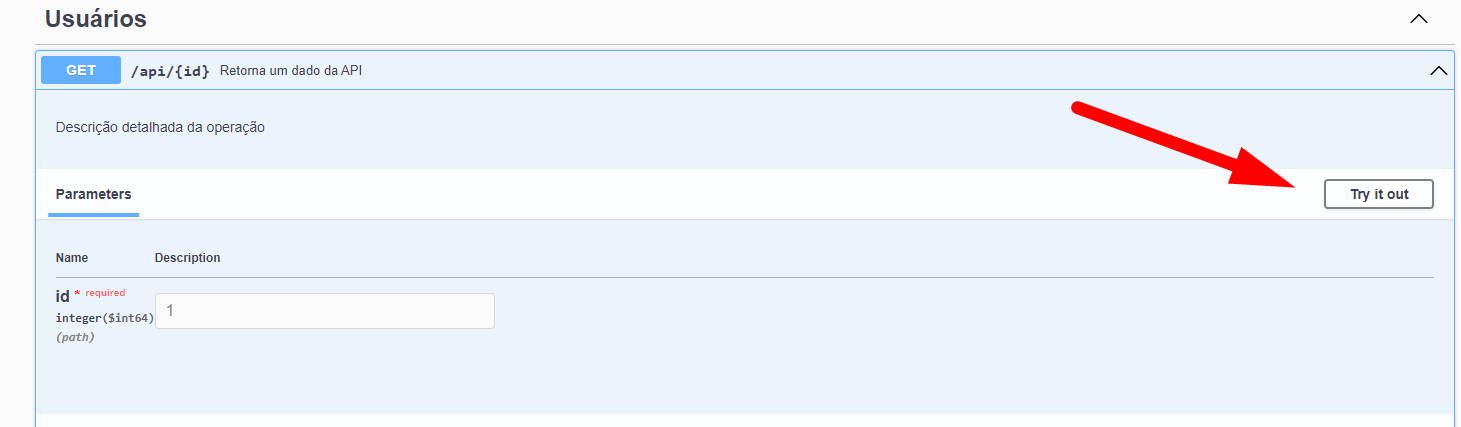 Usuários
GET /api/{id} Retorna um dado da API
Descrição detalhada da operação
Parameters Try it out
Name Description
id * required
integer($int64) 1
(path)